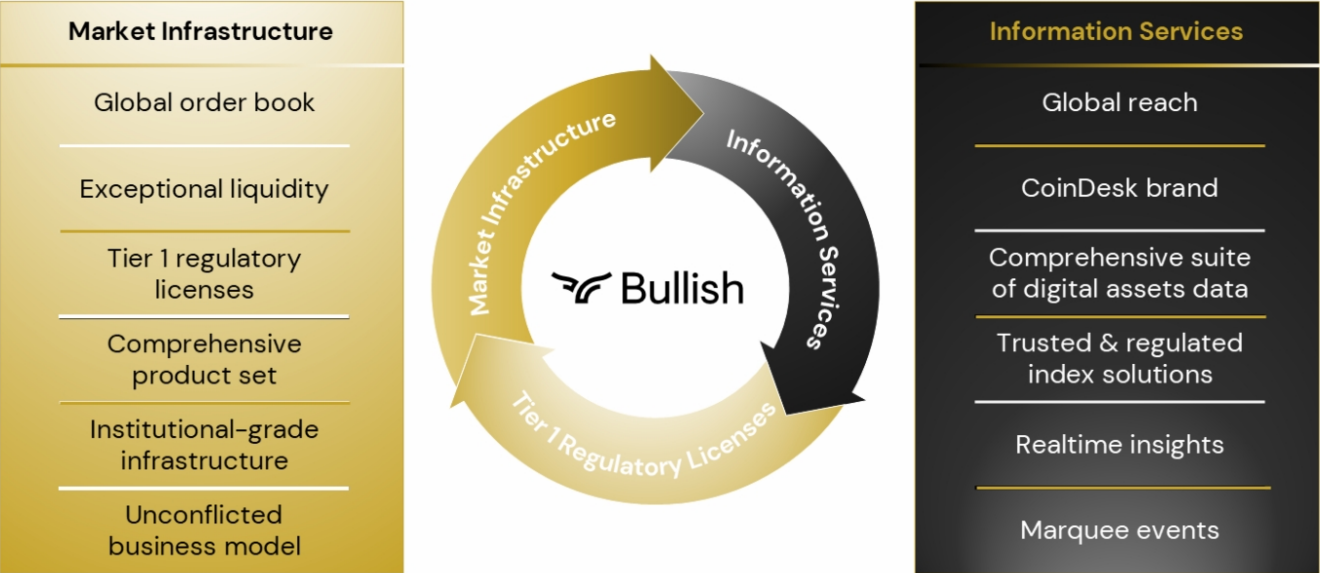 Market Infrastructure
Global order book
Exceptional liquidity
Tier 1 regulatory
licenses
Comprehensive
product set
Institutional-grade
infrastructure
Unconflicted
business model
Market Infrastructure
Information Services
Tier 1 Regulatory Licenses
Bullish
Information Services
Global reach
CoinDesk brand
Comprehensive suite
of digital assets data
Trusted & regulated
index solutions
Realtime insights
Marquee events